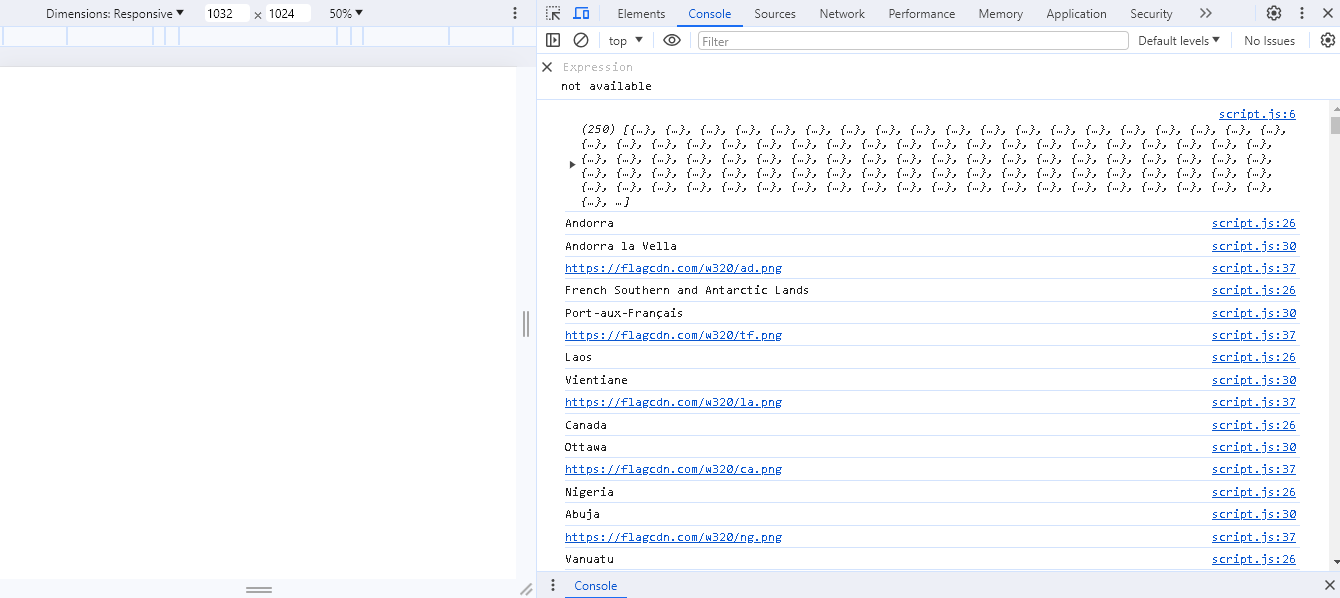 Dimensions: Responsive ▼ 1032 × 1024 50% ▼
Elements Console Sources Network Performance Memory Application Security
top ▼ Filter Default levels ▼ No Issues
Expression
not available
script.js:6
(250) [{…}, {…}, {…}, {…}, {…}, {…}, {…}, {…}, {…}, {…}, {…}, {…}, {…}, {…}, {…}, {…}, {…}, {…}, {…},
{…}, {…}, {…}, {…}, {…}, {…}, {…}, {…}, {…}, {…}, {…}, {…}, {…}, {…}, {…}, {…}, {…}, {…}, {…}, {…},
{…}, {…}, {…}, {…}, {…}, {…}, {…}, {…}, {…}, {…}, {…}, {…}, {…}, {…}, {…}, {…}, {…}, {…}, {…}, {…},
{…}, {…}, {…}, {…}, {…}, {…}, {…}, {…}, {…}, {…}, {…}, {…}, {…}, {…}, {…}, {…}, {…}, {…}, {…}, {…},
{…}, {…}, {…}, {…}, {…}, {…}, {…}, {…}, {…}, {…}, {…}, {…}, {…}, {…}, {…}, {…}, {…}, {…}, {…}, {…},
{…}, …]
Andorra script.js:26
Andorra la Vella script.js:30
https://flagcdn.com/w320/ad.png script.js:37
French Southern and Antarctic Lands script.js:26
Port-aux-Français script.js:30
https://flagcdn.com/w320/tf.png script.js:37
Laos script.js:26
Vientiane script.js:30
https://flagcdn.com/w320/la.png script.js:37
Canada script.js:26
Ottawa script.js:30
https://flagcdn.com/w320/ca.png script.js:37
Nigeria script.js:26
Abuja script.js:30
https://flagcdn.com/w320/ng.png script.js:37
Vanuatu script.js:26
Console